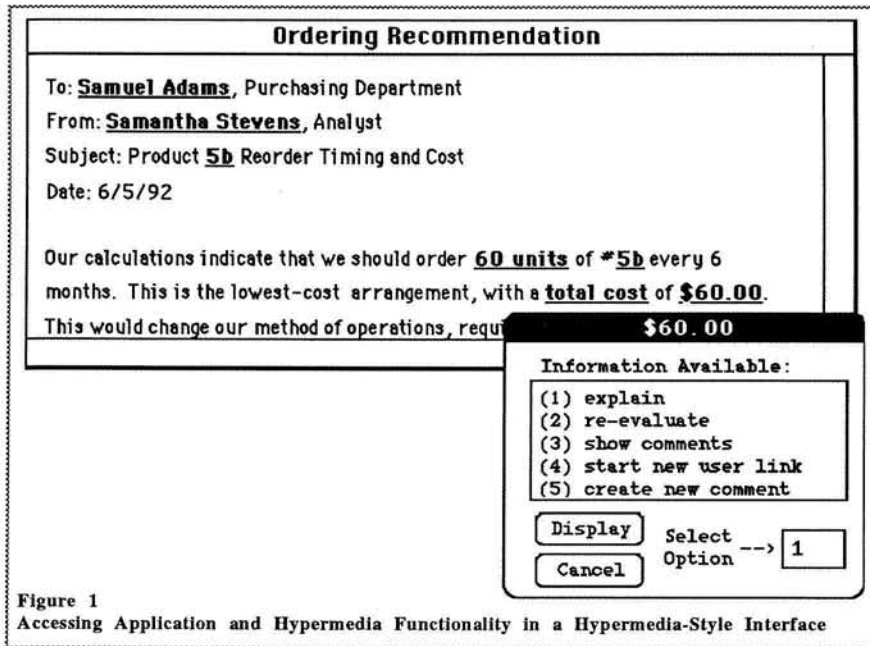 Ordering Recommendation
To: Samuel Adams, Purchasing Department
From: Samantha Stevens, Analyst
Subject: Product 5b Reorder Timing and Cost
Date: 6/5/92
Our calculations indicate that we should order 60 units of #5b every 6
months. This is the lowest-cost arrangement, with a total cost of $60.00.
This would change our method of operations, requi
$60.00
Information Available:
(1) explain
(2) re-evaluate
(3) show comments
(4) start new user link
(5) create new comment
Display
Cancel
Select
Option --> 1
Figure 1
Accessing Application and Hypermedia Functionality in a Hypermedia-Style Interface